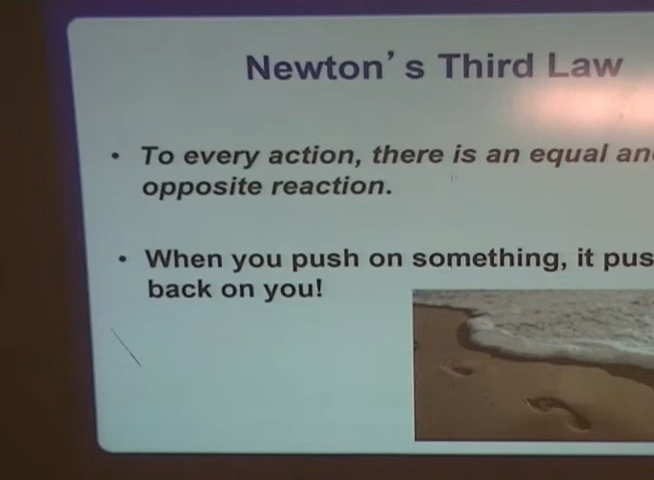 Newton's Third Law
• To every action, there is an equal an
opposite reaction.
• When you push on something, it pus
back on you!